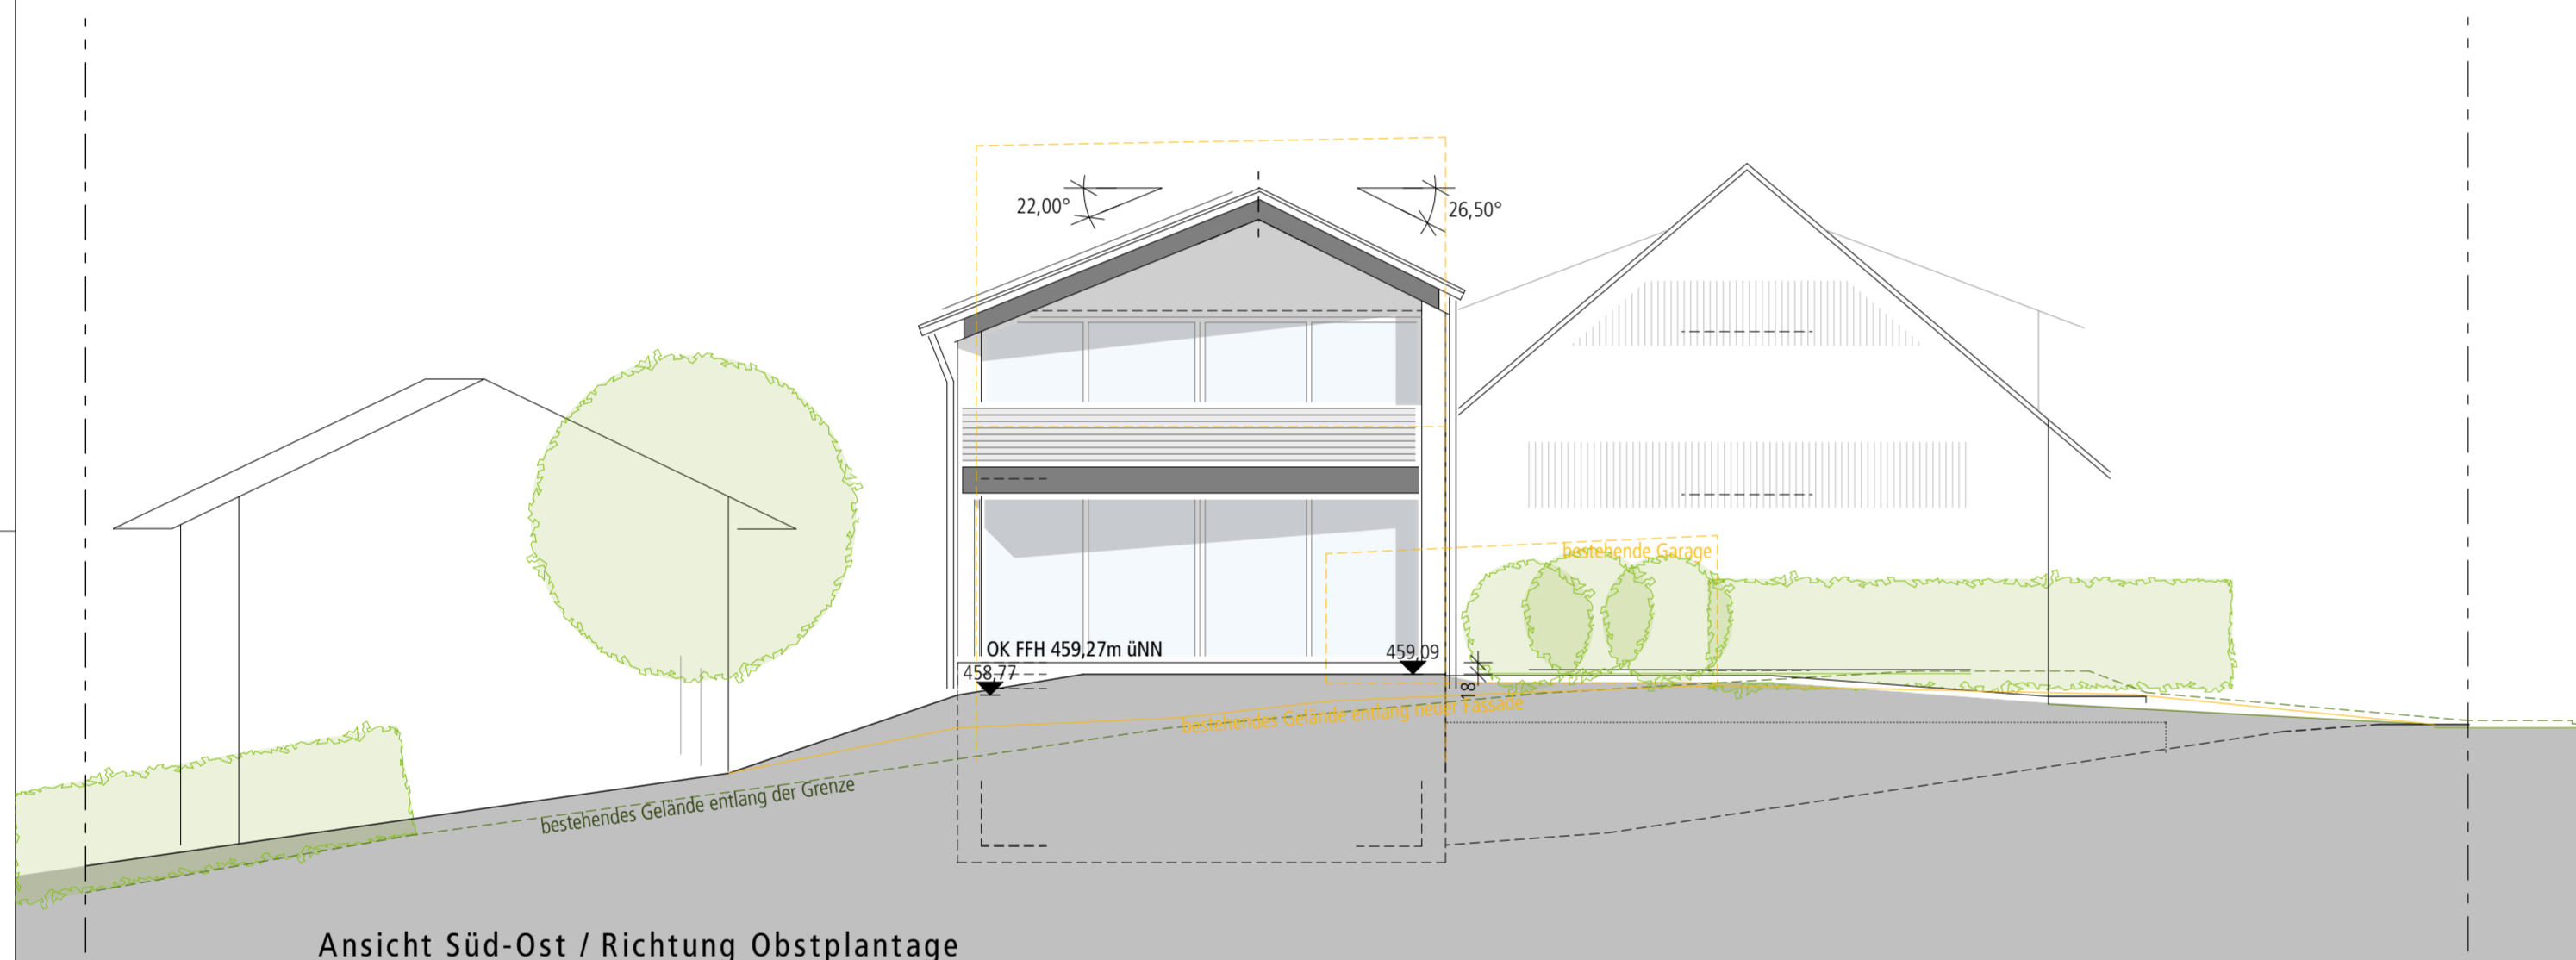 22,00°
26,50°
bestehende Garage
OK FFH 459,27m üNN
459,09
458,77
18
bestehendes Gelände entlang neuer Fassade
bestehendes Gelände entlang der Grenze
Ansicht Süd-Ost / Richtung Obstplantage